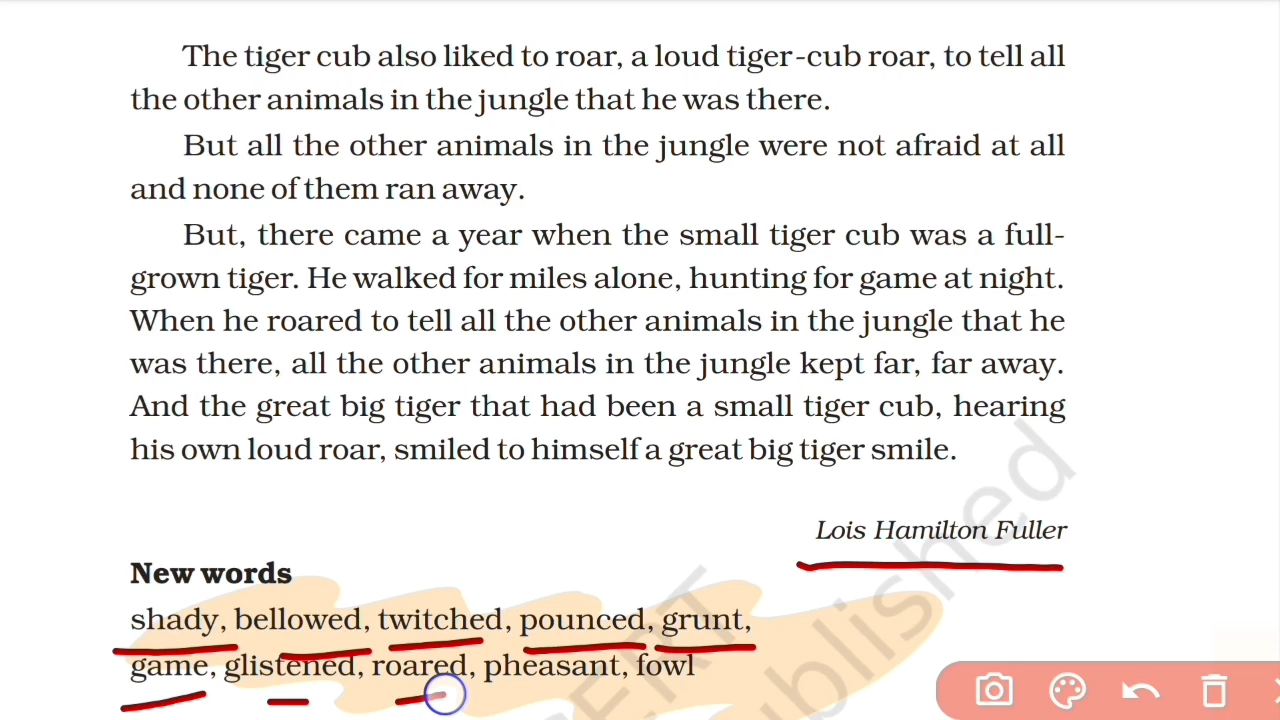 The tiger cub also liked to roar, a loud tiger-cub roar, to tell all
the other animals in the jungle that he was there.
But all the other animals in the jungle were not afraid at all
and none of them ran away.
But, there came a year when the small tiger cub was a full-
grown tiger. He walked for miles alone, hunting for game at night.
When he roared to tell all the other animals in the jungle that he
was there, all the other animals in the jungle kept far, far away.
And the great big tiger that had been a small tiger cub, hearing
his own loud roar, smiled to himself a great big tiger smile.
Lois Hamilton Fuller
New words
shady, bellowed, twitched, pounced, grunt,
game, glistened, roared, pheasant, fowl